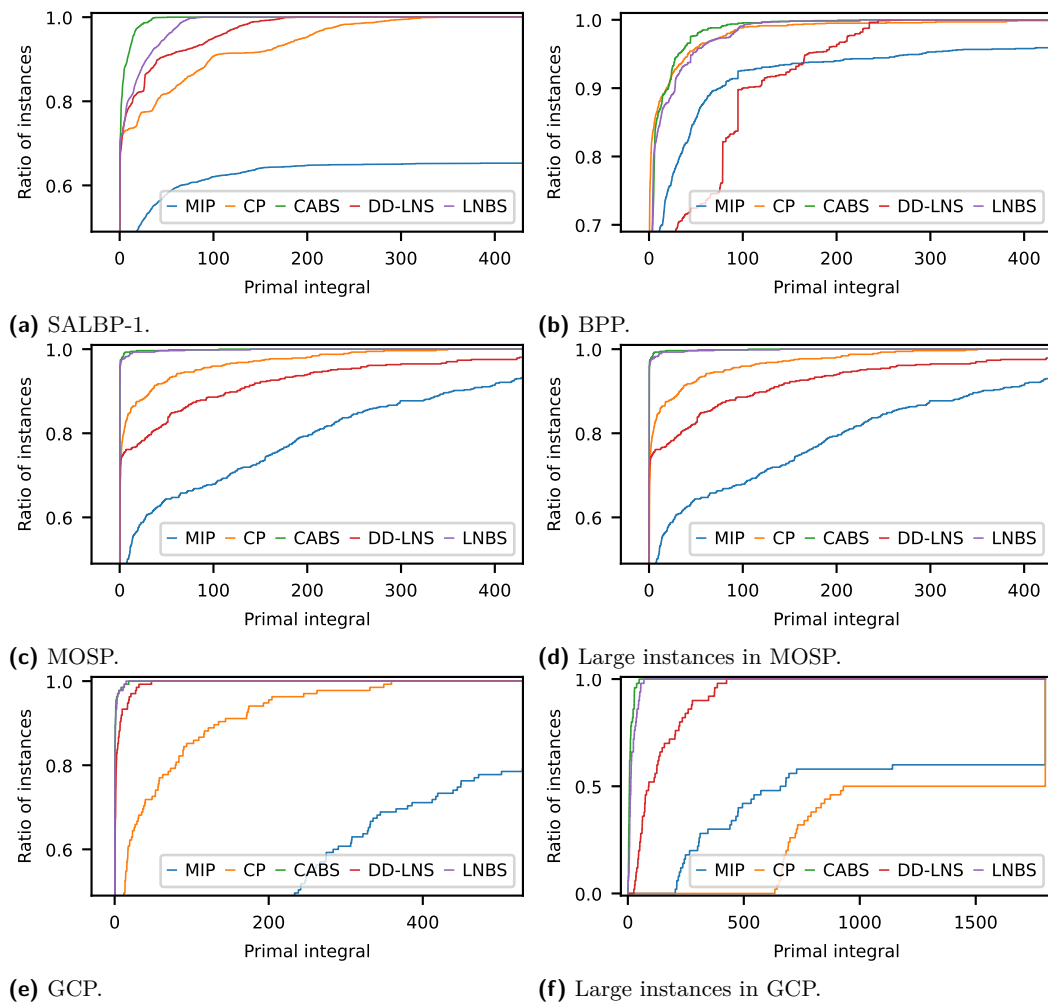 1.0
0.8
0.6
Ratio of instances
MIP CP CABS DD-LNS LNBS
0 100 200 300 400
Primal integral
(a) SALBP-1.
1.0
0.9
0.8
0.7
Ratio of instances
MIP CP CABS DD-LNS LNBS
0 100 200 300 400
Primal integral
(b) BPP.
1.0
0.8
0.6
Ratio of instances
MIP CP CABS DD-LNS LNBS
0 100 200 300 400
Primal integral
(c) MOSP.
1.0
0.8
0.6
Ratio of instances
MIP CP CABS DD-LNS LNBS
0 100 200 300 400
Primal integral
(d) Large instances in MOSP.
1.0
0.8
0.6
Ratio of instances
MIP CP CABS DD-LNS LNBS
0 200 400
Primal integral
(e) GCP.
1.0
0.5
0.0
Ratio of instances
MIP CP CABS DD-LNS LNBS
0 500 1000 1500
Primal integral
(f) Large instances in GCP.